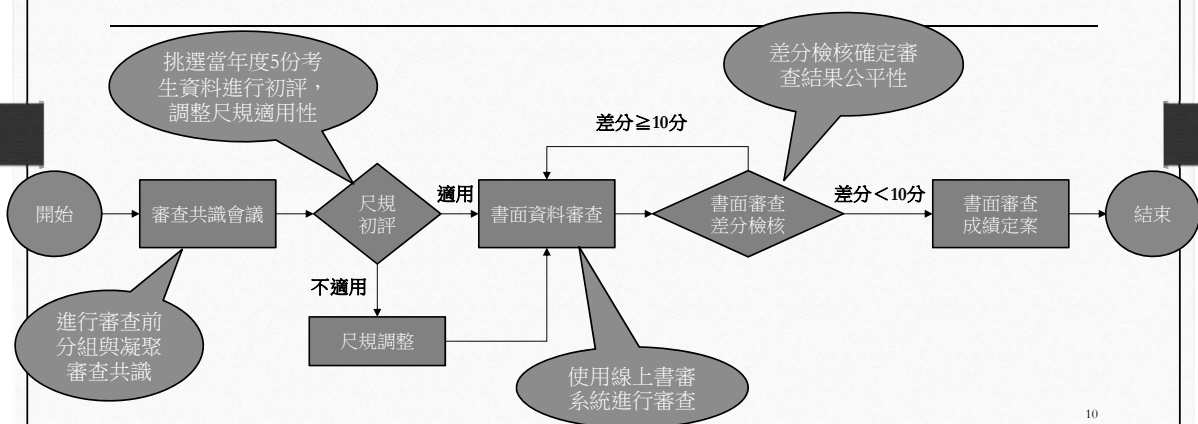 挑選當年度5份考
生資料進行初評，
調整尺規適用性
差分檢核確定審
查結果公平性
差分≧10分
開始
審查共識會議
尺規
初評
適用
書面資料審查
書面審查
差分檢核
差分＜10分
書面審查
成績定案
結束
不適用
尺規調整
進行審查前
分組與凝聚
審查共識
使用線上書審
系統進行審查
10